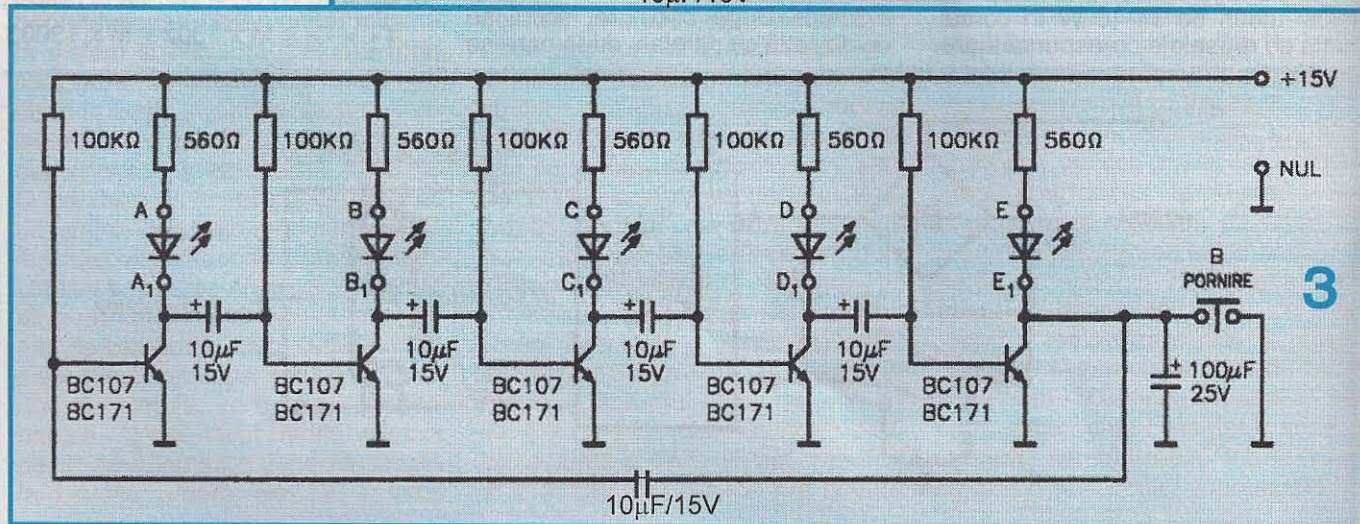 10µF/15V
+15V
100KΩ 560Ω 100KΩ 560Ω 100KΩ 560Ω 100KΩ 560Ω 100KΩ 560Ω
NUL
A B C D E
B
PORNIRE
3
A1 B1 C1 D1 E1
+ + + + +
10µF 10µF 10µF 10µF 100µF
15V 15V 15V 15V 25V
BC107 BC107 BC107 BC107 BC107
BC171 BC171 BC171 BC171 BC171
10µF/15V